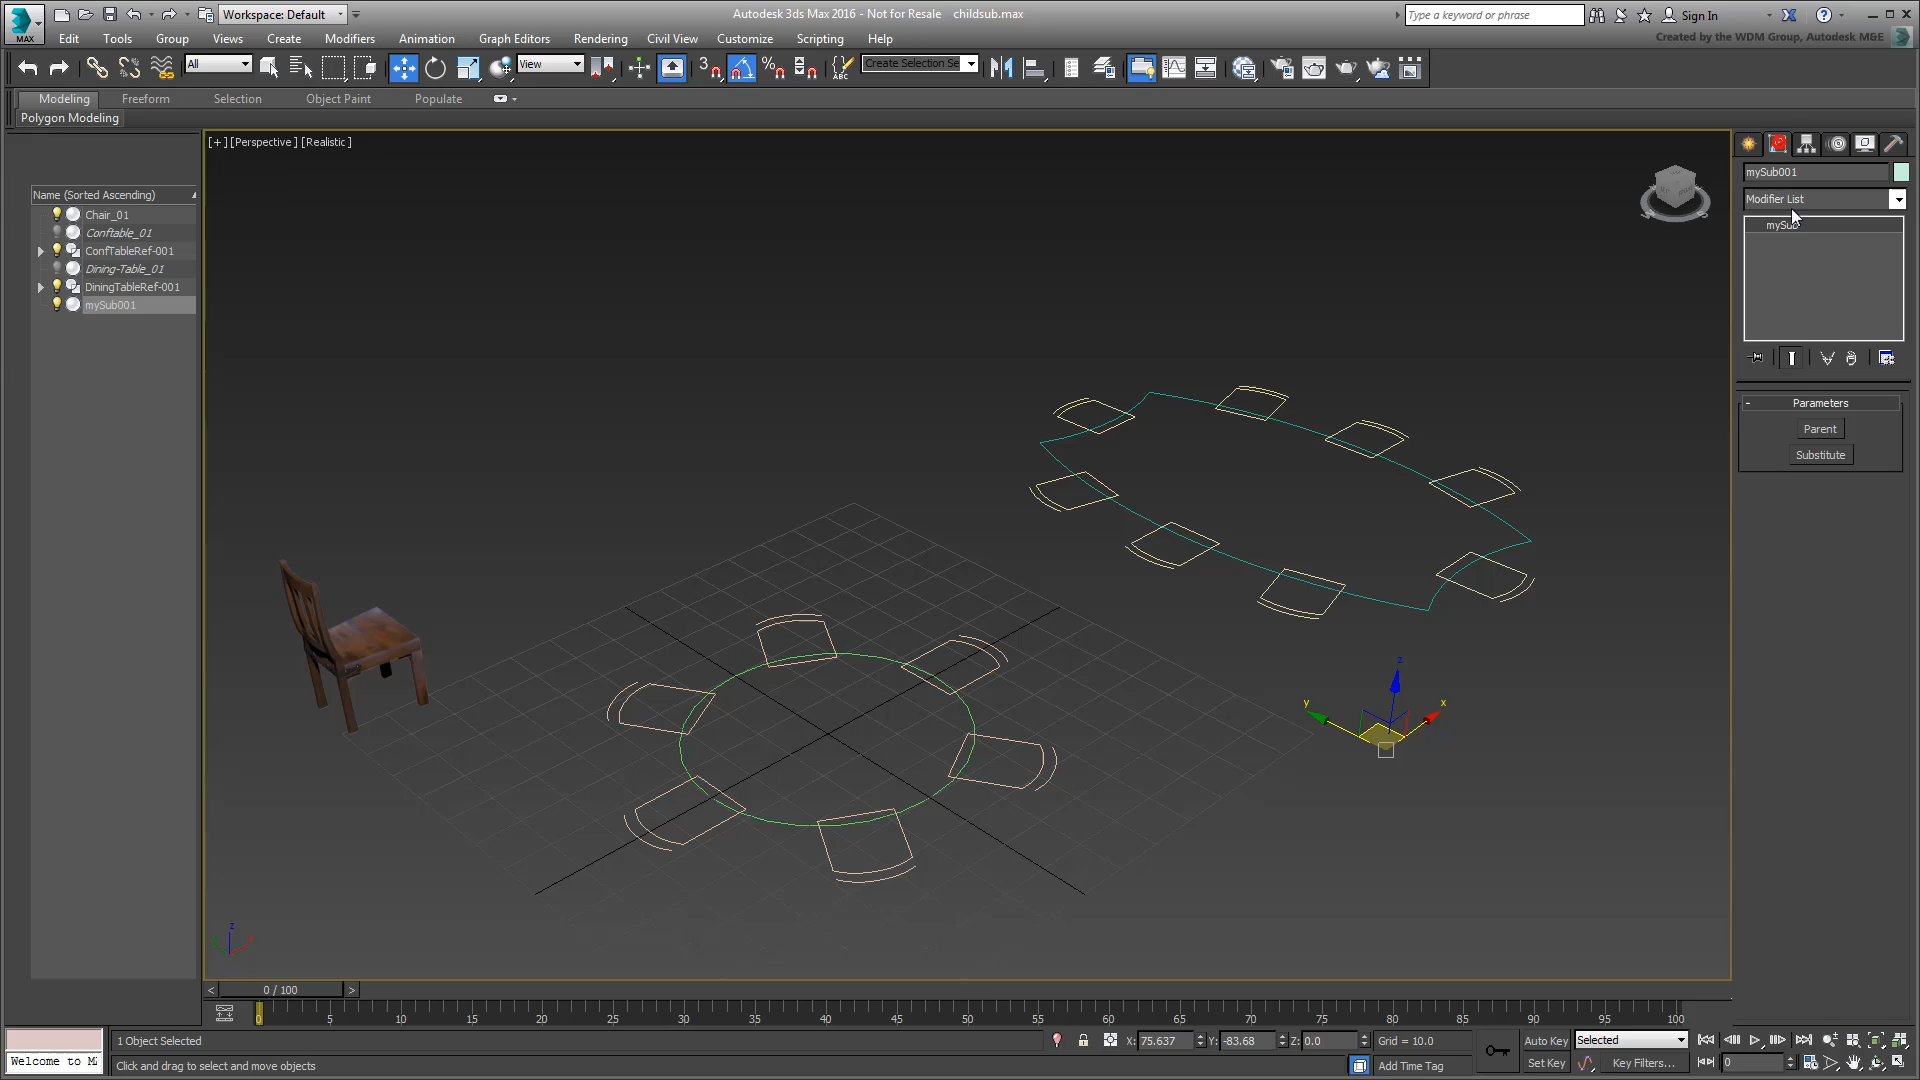 MAX
Workspace: Default
Autodesk 3ds Max 2016 - Not for Resale    childsub.max
Type a keyword or phrase
Sign In
Edit Tools Group Views Create Modifiers Animation Graph Editors Rendering Civil View Customize Scripting Help
Created by the WDM Group, Autodesk M&E
All
View
3
%
ABC
Create Selection Se
Modeling Freeform Selection Object Paint Populate
Polygon Modeling
[+] [Perspective ] [Realistic ]
Name (Sorted Ascending)
Chair_01
Conftable_01
ConfTableRef-001
Dining-Table_01
DiningTableRef-001
mySub001
mySub001
Modifier List
mySub
- Parameters
Parent
Substitute
z
y
x
z
< 0 / 100 >
0 5 10 15 20 25 30 35 40 45 50 55 60 65 70 75 80 85 90 95 100
1 Object Selected
X: 75.637 Y: -83.68 Z: 0.0 Grid = 10.0
Auto Key Selected
Welcome to M
Click and drag to select and move objects
Add Time Tag
Set Key Key Filters... 0